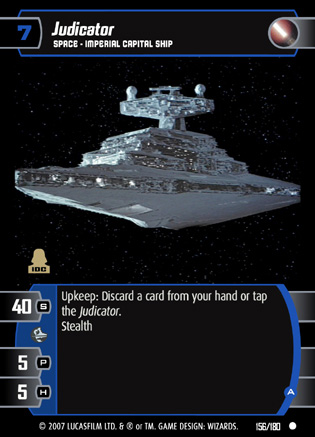 7
Judicator
SPACE - IMPERIAL CAPITAL SHIP
IDC
40 S
5 P
5 H
Upkeep: Discard a card from your hand or tap
the Judicator.
Stealth
A
© 2007 LUCASFILM LTD. & ® or TM. GAME DESIGN: WIZARDS. 156/180